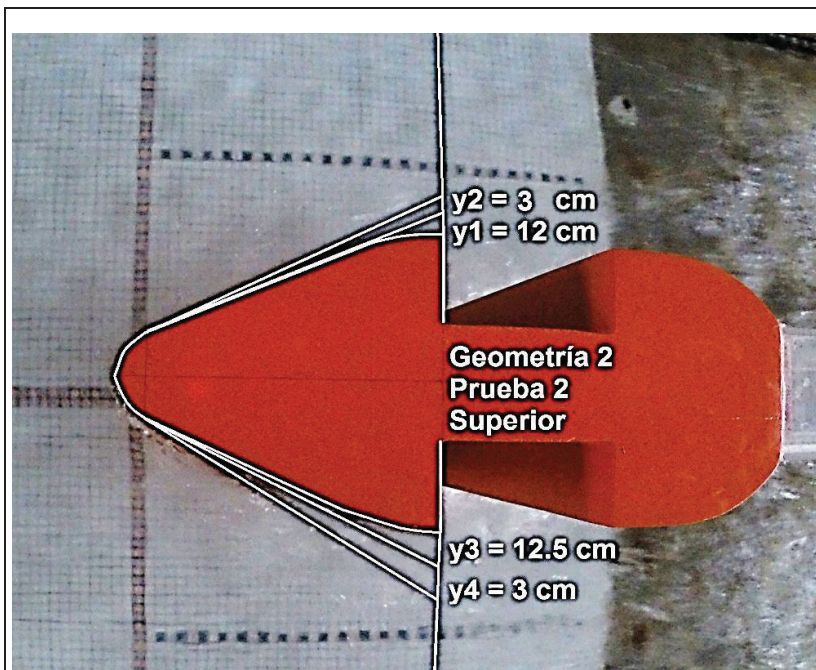 y2 = 3 cm
y1 = 12 cm
Geometría 2
Prueba 2
Superior
y3 = 12.5 cm
y4 = 3 cm